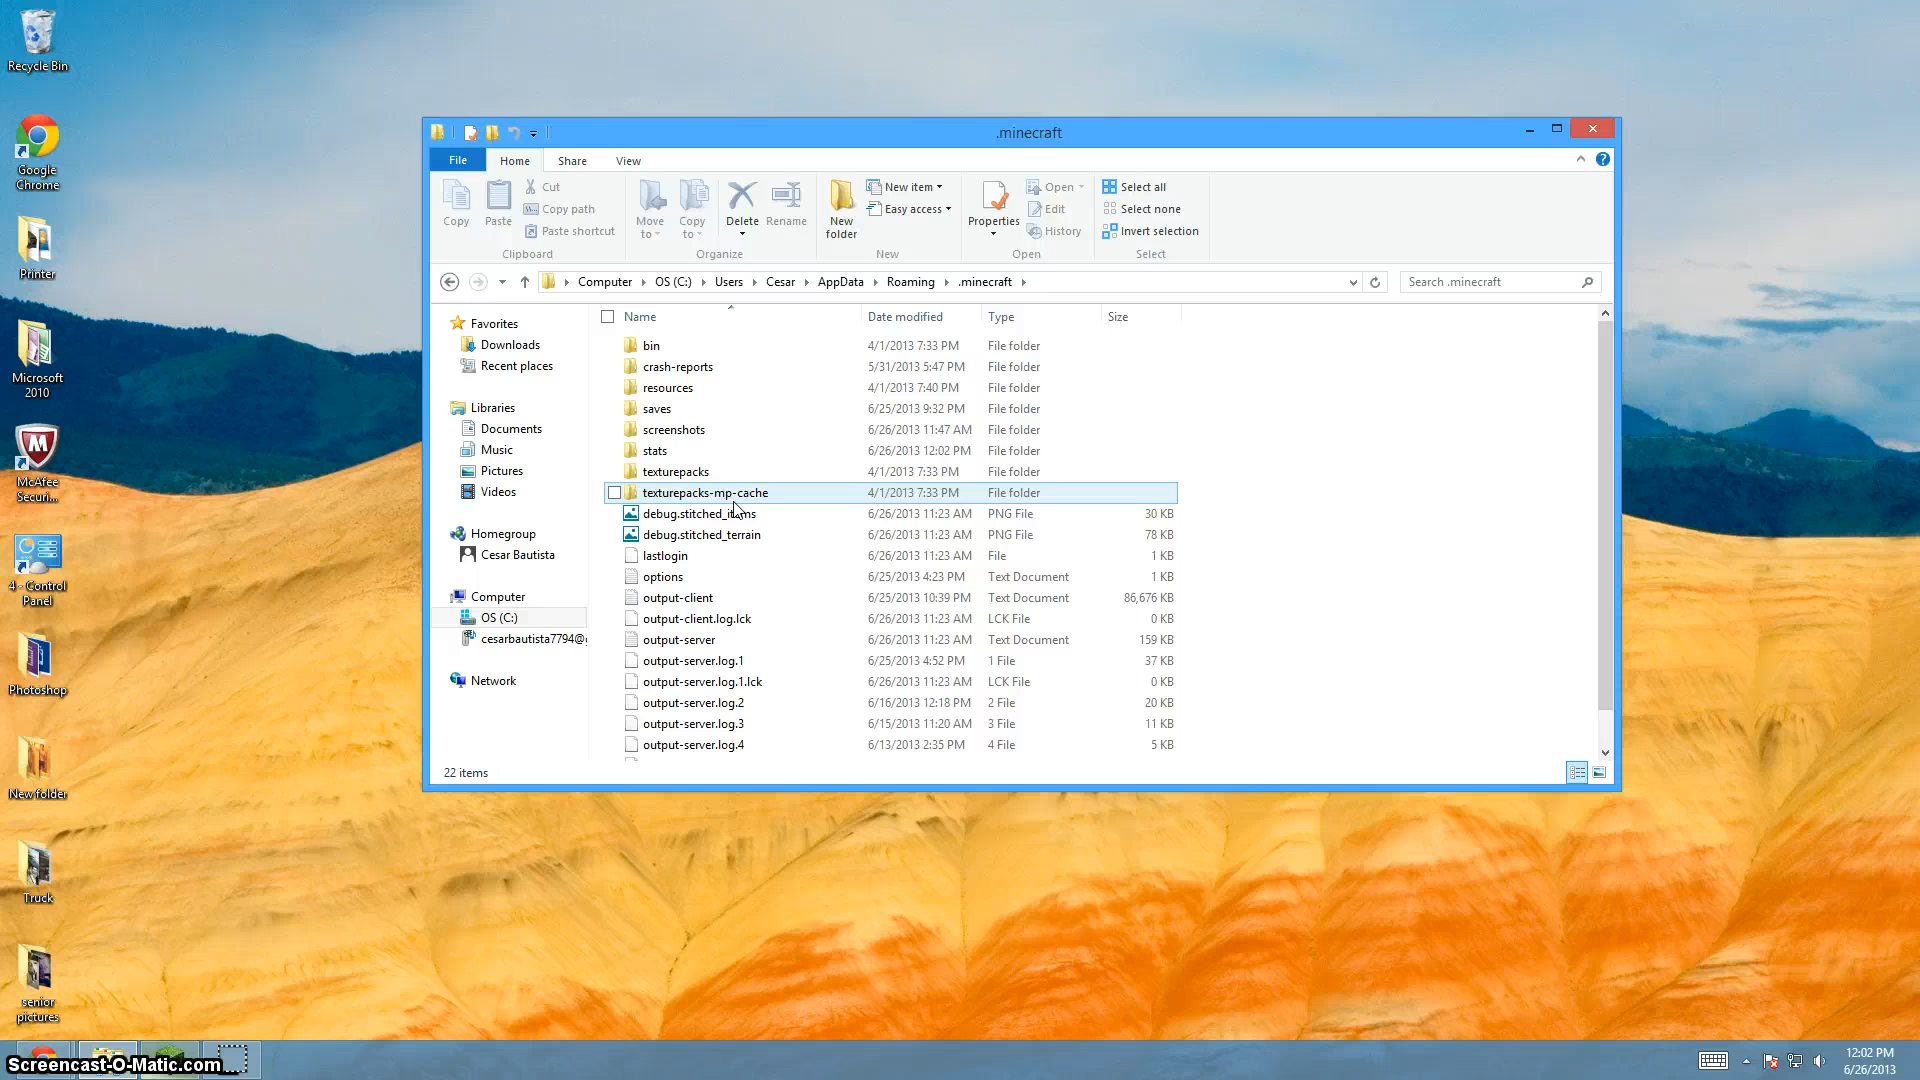 Recycle Bin
Google
Chrome
Printer
Microsoft
2010
McAfee
Securi...
4 - Control
Panel
Photoshop
New folder
Truck
senior
pictures
.minecraft
File
Home
Share
View
Copy
Paste
Cut
Copy path
Paste shortcut
Clipboard
Move
to
Copy
to
Delete
Rename
Organize
New
folder
New item
Easy access
New
Properties
Open
Edit
History
Open
Select all
Select none
Invert selection
Select
Computer
OS (C:)
Users
Cesar
AppData
Roaming
.minecraft
Search .minecraft
Favorites
Downloads
Recent places
Libraries
Documents
Music
Pictures
Videos
Homegroup
Cesar Bautista
Computer
OS (C:)
cesarbautista7794@
Network
Name Date modified Type Size
bin 4/1/2013 7:33 PM File folder
crash-reports 5/31/2013 5:47 PM File folder
resources 4/1/2013 7:40 PM File folder
saves 6/25/2013 9:32 PM File folder
screenshots 6/26/2013 11:47 AM File folder
stats 6/26/2013 12:02 PM File folder
texturepacks 4/1/2013 7:33 PM File folder
texturepacks-mp-cache 4/1/2013 7:33 PM File folder
debug.stitched_items 6/26/2013 11:23 AM PNG File 30 KB
debug.stitched_terrain 6/26/2013 11:23 AM PNG File 78 KB
lastlogin 6/26/2013 11:23 AM File 1 KB
options 6/25/2013 4:23 PM Text Document 1 KB
output-client 6/25/2013 10:39 PM Text Document 86,676 KB
output-client.log.lck 6/26/2013 11:23 AM LCK File 0 KB
output-server 6/26/2013 11:23 AM Text Document 159 KB
output-server.log.1 6/25/2013 4:52 PM 1 File 37 KB
output-server.log.1.lck 6/26/2013 11:23 AM LCK File 0 KB
output-server.log.2 6/16/2013 12:18 PM 2 File 20 KB
output-server.log.3 6/15/2013 11:20 AM 3 File 11 KB
output-server.log.4 6/13/2013 2:35 PM 4 File 5 KB
22 items
Screencast-O-Matic.com
12:02 PM
6/26/2013